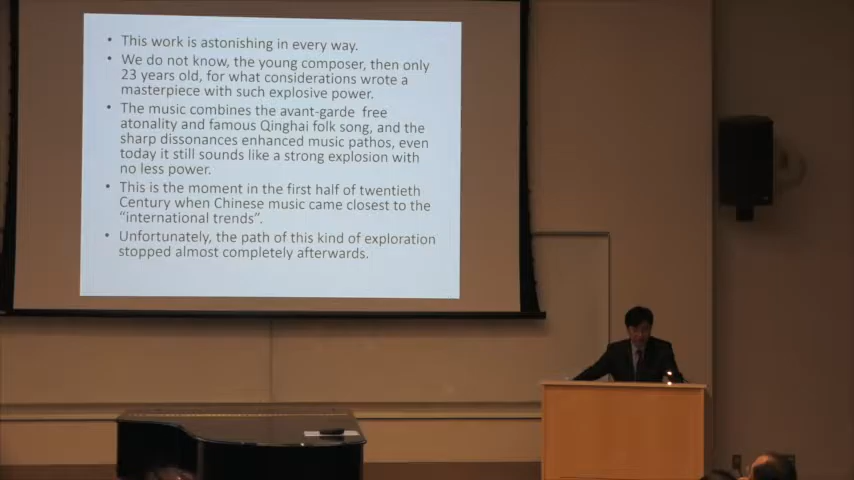 • This work is astonishing in every way.
• We do not know, the young composer, then only
23 years old, for what considerations wrote a
masterpiece with such explosive power.
• The music combines the avant-garde free
atonality and famous Qinghai folk song, and the
sharp dissonances enhanced music pathos, even
today it still sounds like a strong explosion with
no less power.
• This is the moment in the first half of twentieth
Century when Chinese music came closest to the
“international trends”.
• Unfortunately, the path of this kind of exploration
stopped almost completely afterwards.